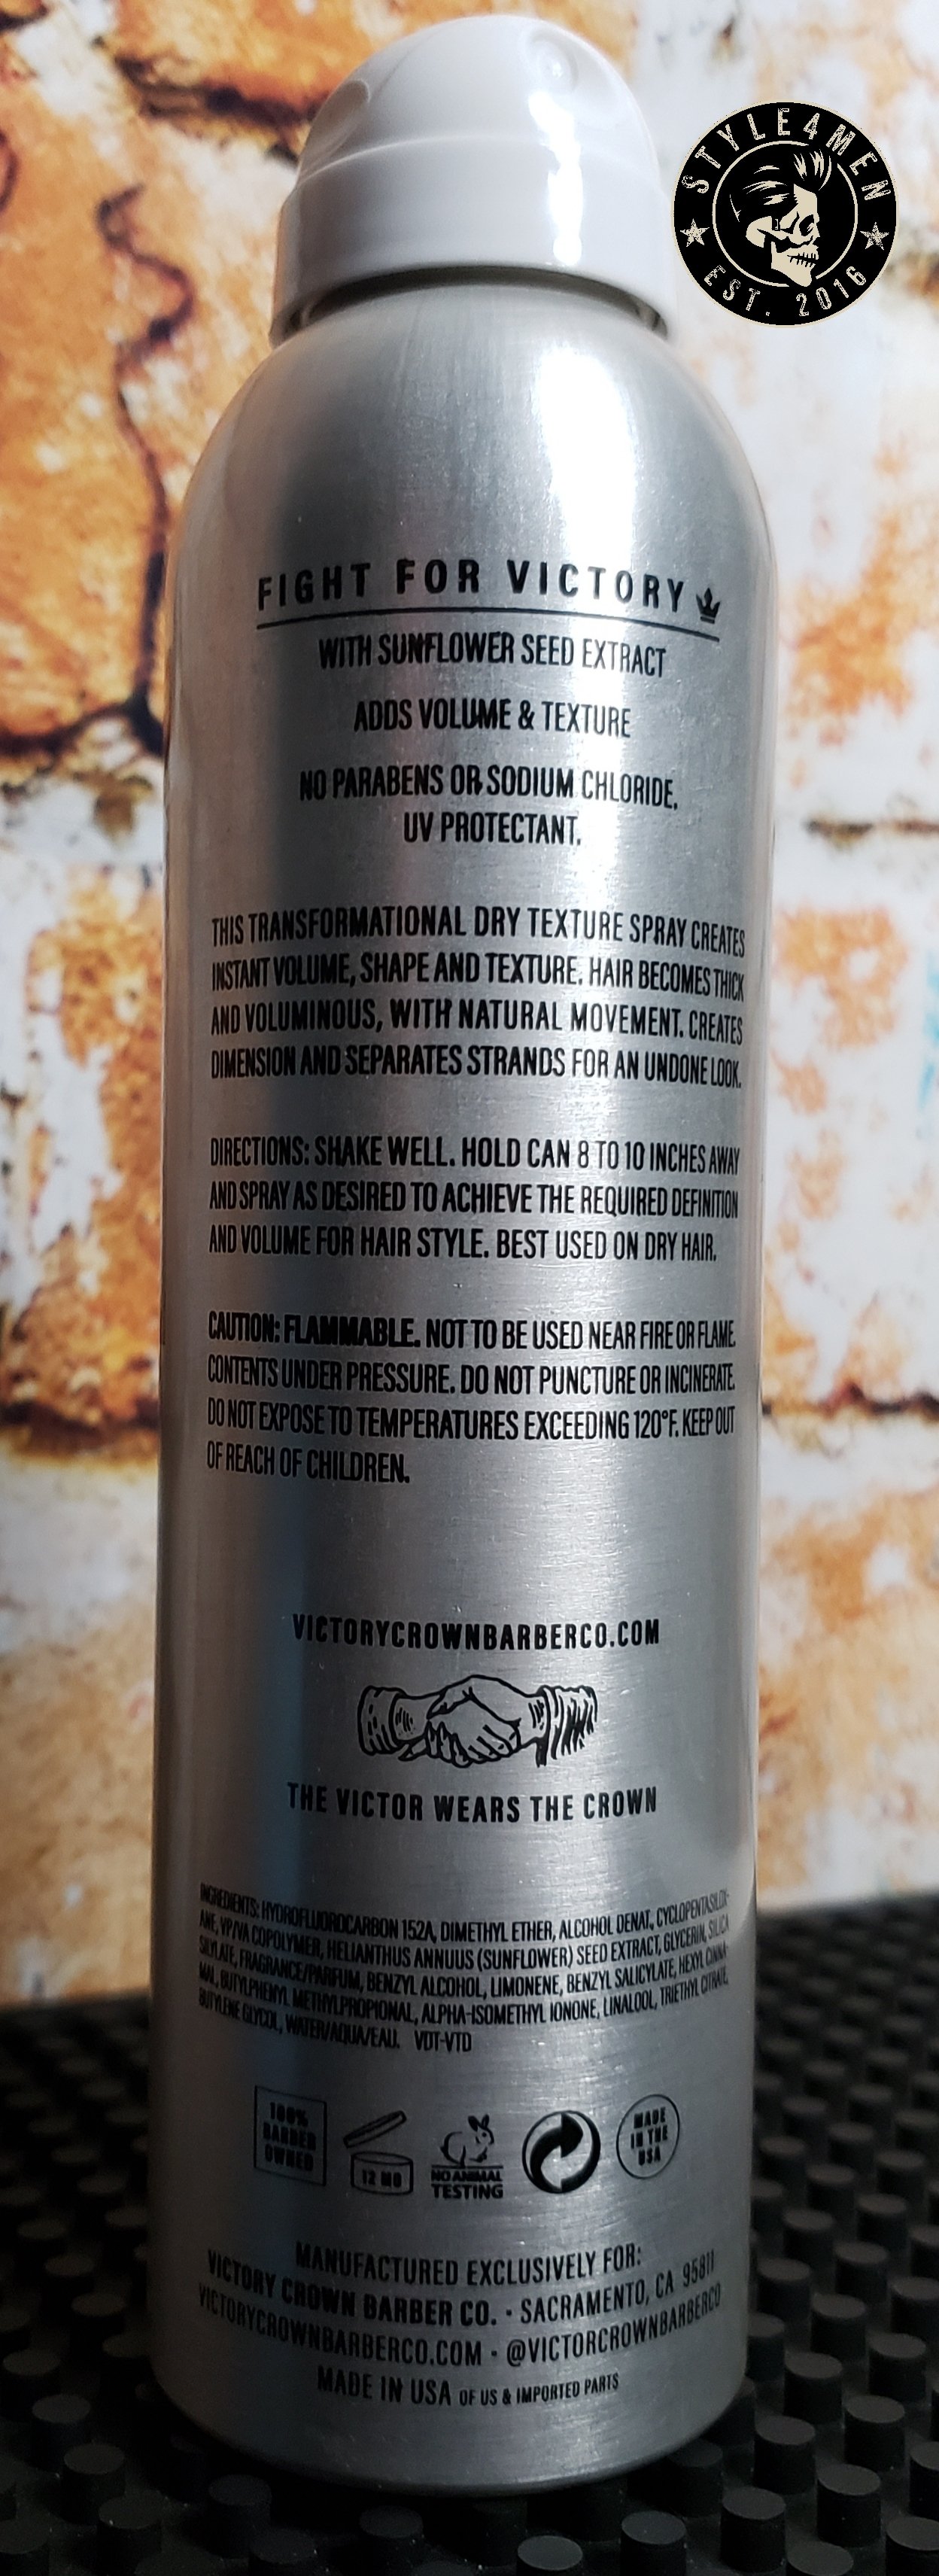 STYLE4MEN
EST. 2016
FIGHT FOR VICTORY
WITH SUNFLOWER SEED EXTRACT
ADDS VOLUME & TEXTURE
NO PARABENS OR SODIUM CHLORIDE.
UV PROTECTANT.
THIS TRANSFORMATIONAL DRY TEXTURE SPRAY CREATES
INSTANT VOLUME, SHAPE AND TEXTURE. HAIR BECOMES THICK
AND VOLUMINOUS, WITH NATURAL MOVEMENT. CREATES
DIMENSION AND SEPARATES STRANDS FOR AN UNDONE LOOK.
DIRECTIONS: SHAKE WELL. HOLD CAN 8 TO 10 INCHES AWAY
AND SPRAY AS DESIRED TO ACHIEVE THE REQUIRED DEFINITION
AND VOLUME FOR HAIR STYLE. BEST USED ON DRY HAIR.
CAUTION: FLAMMABLE. NOT TO BE USED NEAR FIRE OR FLAME.
CONTENTS UNDER PRESSURE. DO NOT PUNCTURE OR INCINERATE.
DO NOT EXPOSE TO TEMPERATURES EXCEEDING 120°F. KEEP OUT
OF REACH OF CHILDREN.
VICTORYCROWNBARBERCO.COM
THE VICTOR WEARS THE CROWN
INGREDIENTS: HYDROFLUOROCARBON 152A, DIMETHYL ETHER, ALCOHOL DENAT., CYCLOPENTASILOX-
ANE, VP/VA COPOLYMER, HELIANTHUS ANNUUS (SUNFLOWER) SEED EXTRACT, GLYCERIN, SILICA
SILYLATE, FRAGRANCE/PARFUM, BENZYL ALCOHOL, LIMONENE, BENZYL SALICYLATE, HEXYL CINNA-
MAL, BUTYLPHENYL METHYLPROPIONAL, ALPHA-ISOMETHYL IONONE, LINALOOL, TRIETHYL CITRATE,
BUTYLENE GLYCOL, WATER/AQUA/EAU. VDT-VTD
100%
BARBER
OWNED
12 MO
NO ANIMAL
TESTING
MADE
IN THE
USA
MANUFACTURED EXCLUSIVELY FOR:
VICTORY CROWN BARBER CO. · SACRAMENTO, CA 95811
VICTORYCROWNBARBERCO.COM · @VICTORCROWNBARBERCO
MADE IN USA OF US & IMPORTED PARTS